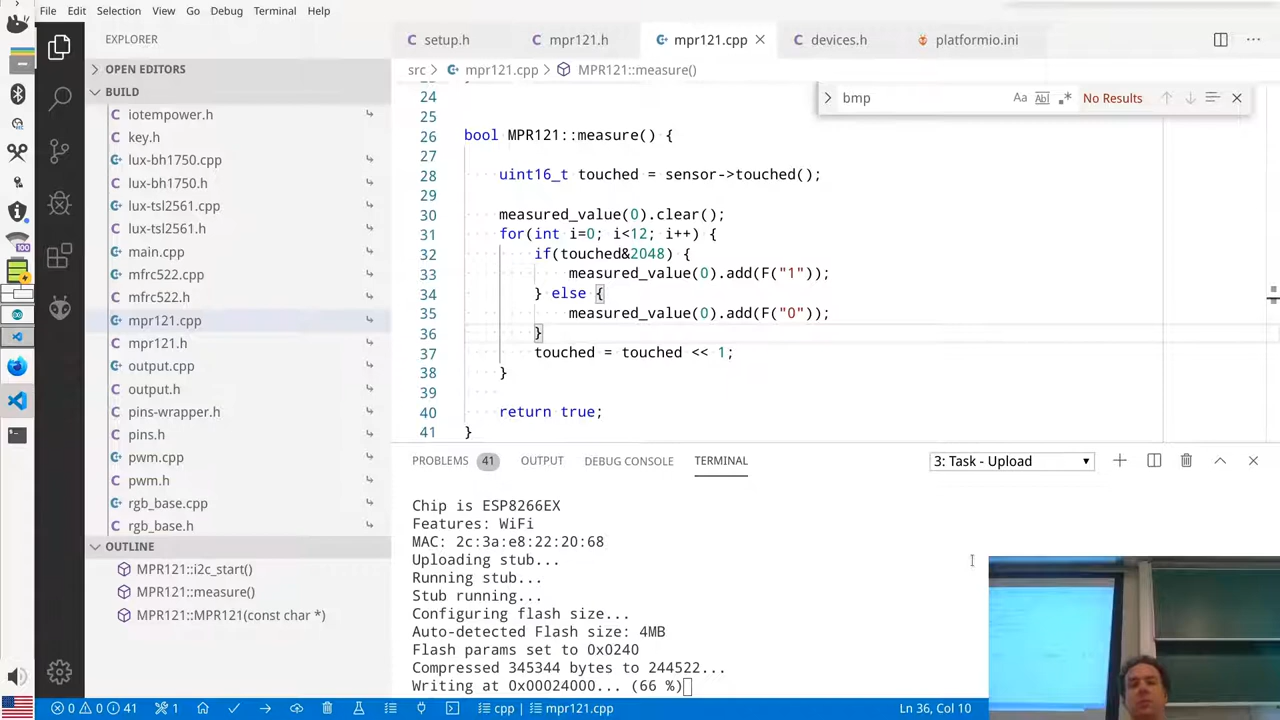 File Edit Selection View Go Debug Terminal Help
EXPLORER
setup.h mpr121.h mpr121.cpp devices.h platformio.ini
OPEN EDITORS
src > mpr121.cpp > MPR121::measure()
BUILD
bmp Aa Abl .* No Results
iotempower.h
key.h
lux-bh1750.cpp
lux-bh1750.h
lux-tsl2561.cpp
lux-tsl2561.h
main.cpp
mfrc522.cpp
mfrc522.h
mpr121.cpp
mpr121.h
output.cpp
output.h
pins-wrapper.h
pins.h
pwm.cpp
pwm.h
rgb_base.cpp
rgb_base.h
OUTLINE
MPR121::i2c_start()
MPR121::measure()
MPR121::MPR121(const char *)
100
24
25
26 bool MPR121::measure() {
27
28 uint16_t touched = sensor->touched();
29
30 measured_value(0).clear();
31 for(int i=0; i<12; i++) {
32 if(touched&2048) {
33 measured_value(0).add(F("1"));
34 } else {
35 measured_value(0).add(F("0"));
36 }
37 touched = touched << 1;
38 }
39
40 return true;
41 }
PROBLEMS 41 OUTPUT DEBUG CONSOLE TERMINAL 3: Task - Upload
Chip is ESP8266EX
Features: WiFi
MAC: 2c:3a:e8:22:20:68
Uploading stub...
Running stub...
Stub running...
Configuring flash size...
Auto-detected Flash size: 4MB
Flash params set to 0x0240
Compressed 345344 bytes to 244522...
Writing at 0x00024000... (66 %)
0 0 41 1 cpp | mpr121.cpp Ln 36, Col 10